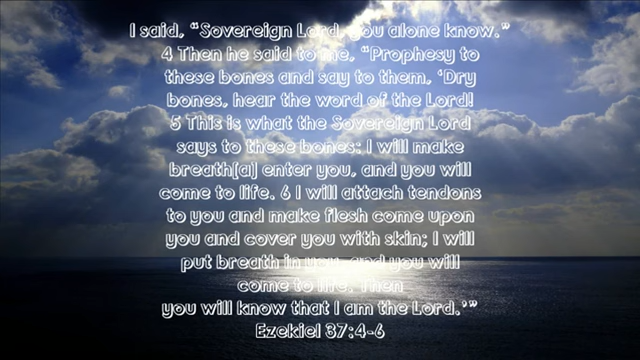 I said, “Sovereign Lord, you alone know.”
4 Then he said to me, “Prophesy to
these bones and say to them, ‘Dry
bones, hear the word of the Lord!
5 This is what the Sovereign Lord
says to these bones: I will make
breath[a] enter you, and you will
come to life. 6 I will attach tendons
to you and make flesh come upon
you and cover you with skin; I will
put breath in you, and you will
come to life. Then
you will know that I am the Lord.’”
Ezekiel 37:4-6